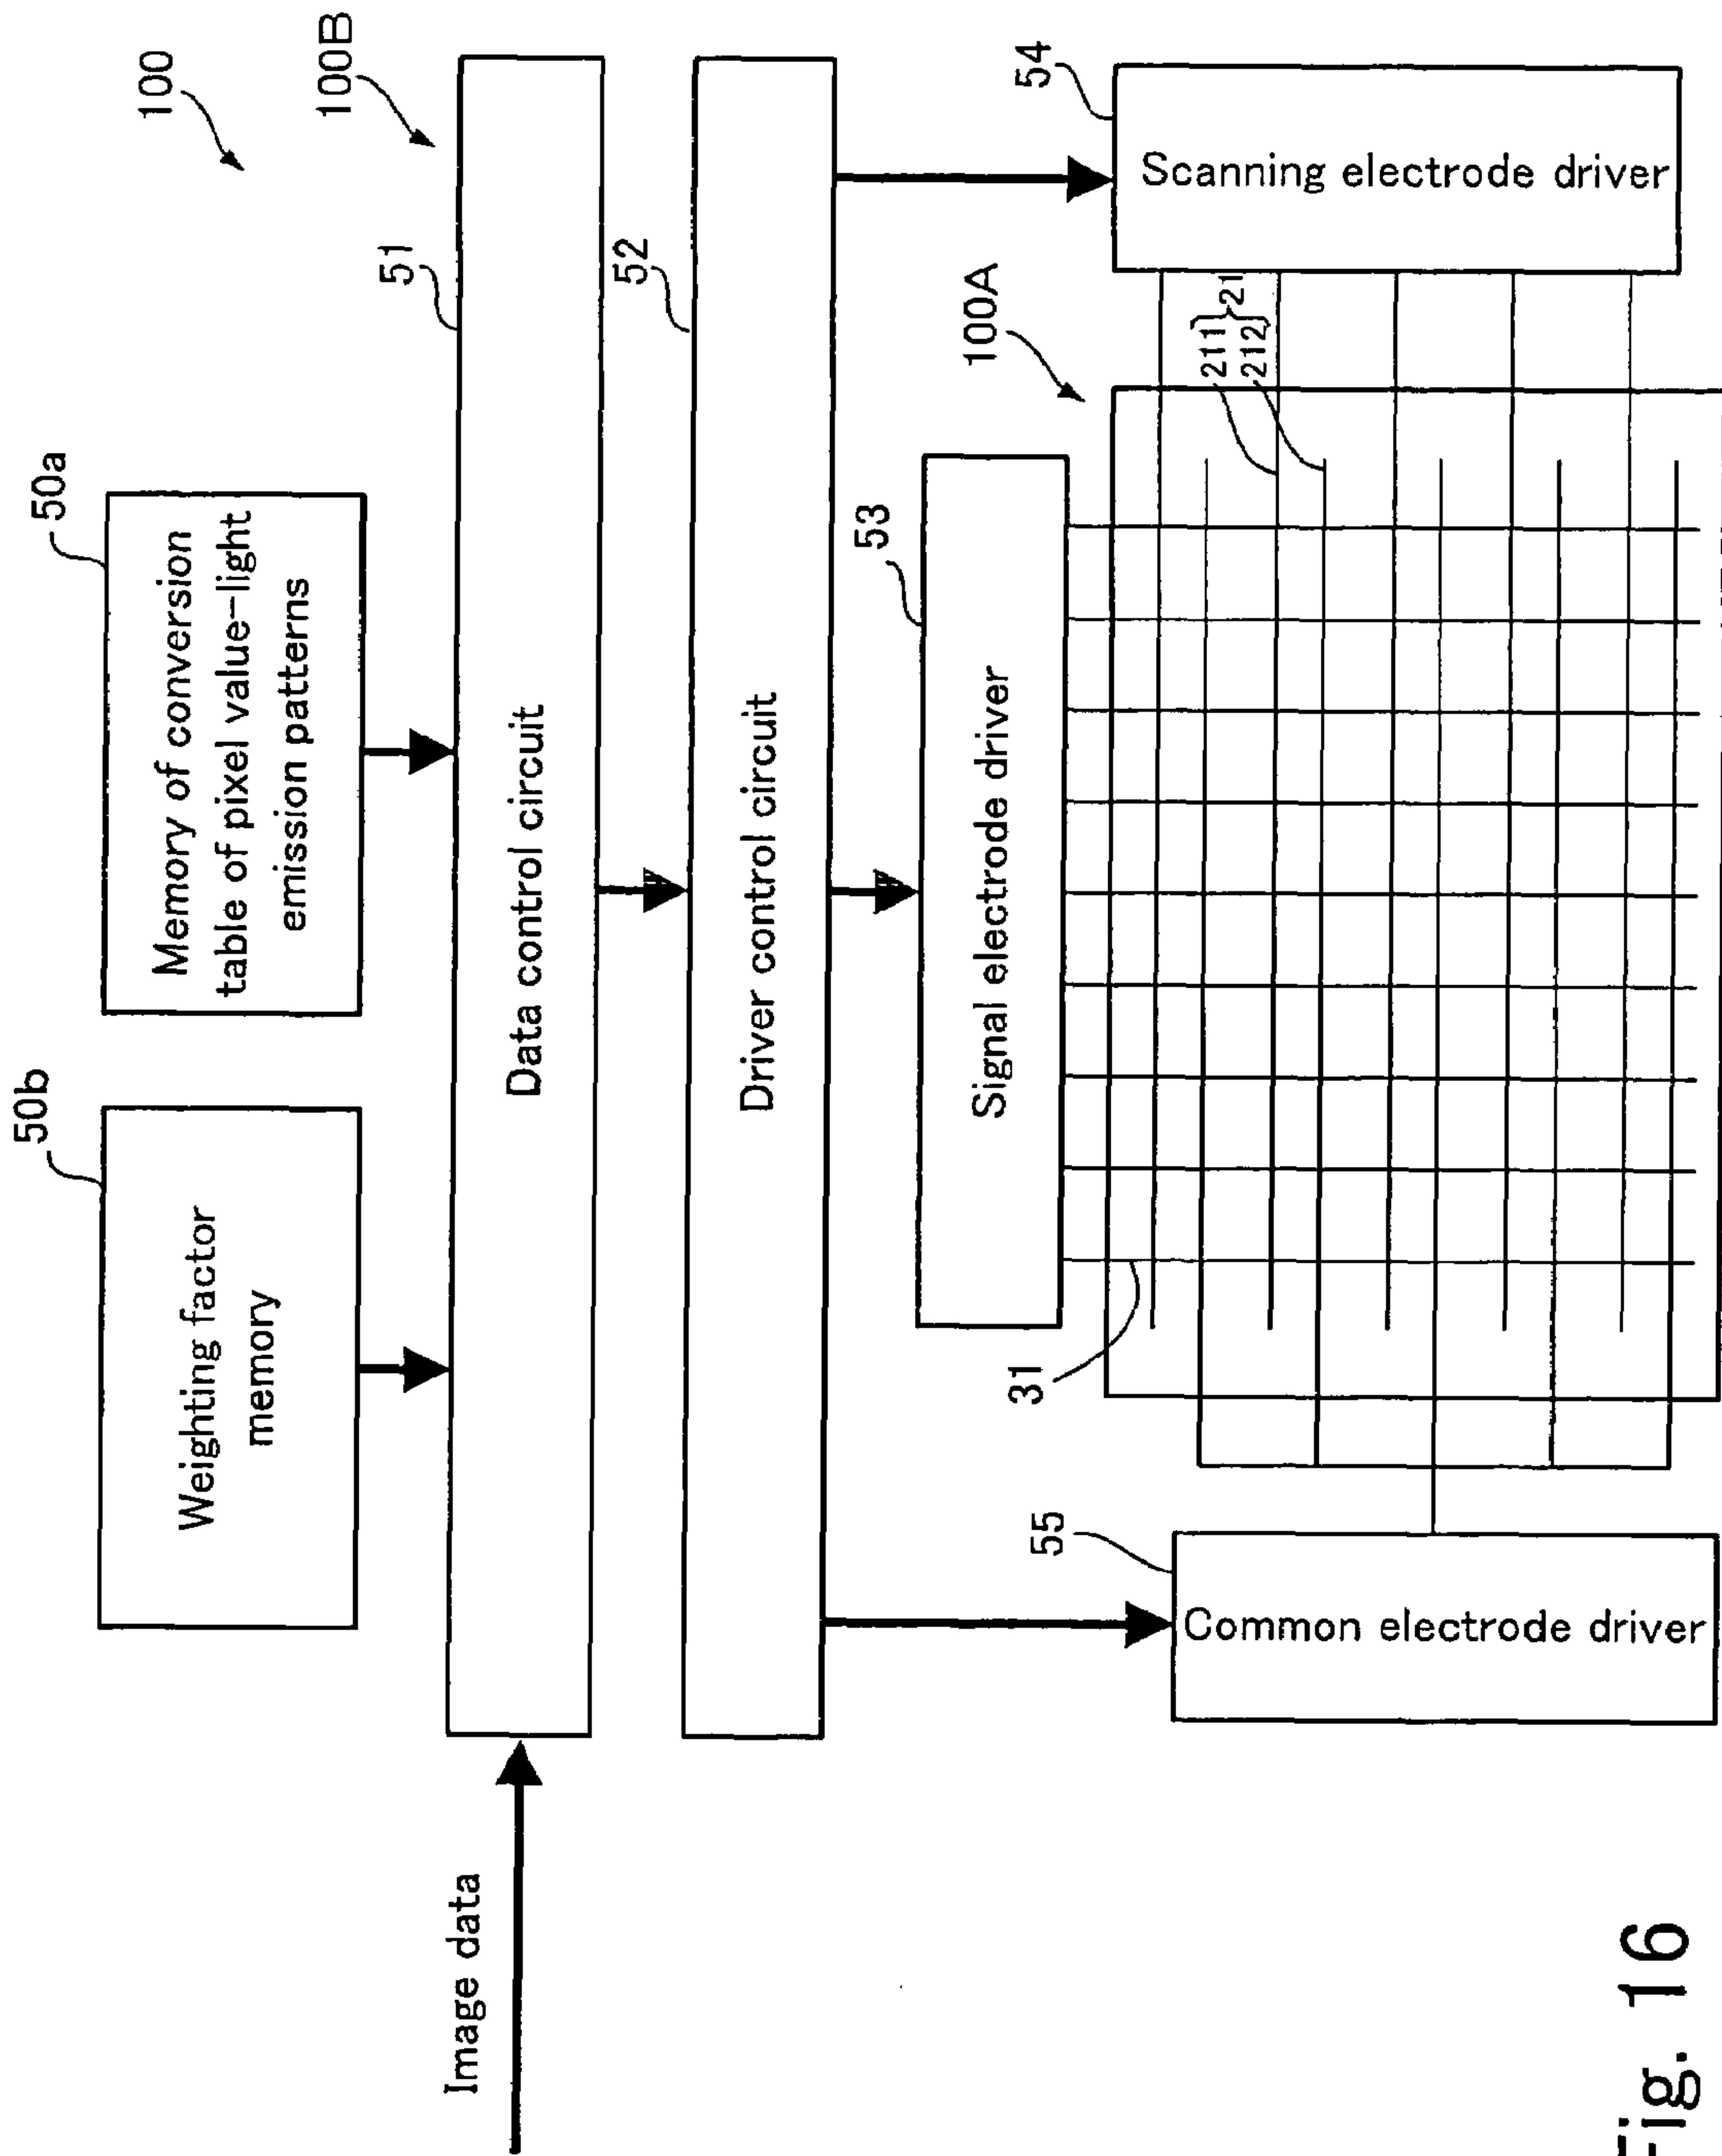 100
100B
50b
50a
Weighting factor
memory
Memory of conversion
table of pixel value-light
emission patterns
Image data
51
Data control circuit
52
Driver control circuit
53
Signal electrode driver
54
Scanning electrode driver
100A
211
212
21
31
55
Common electrode driver
Fig. 16